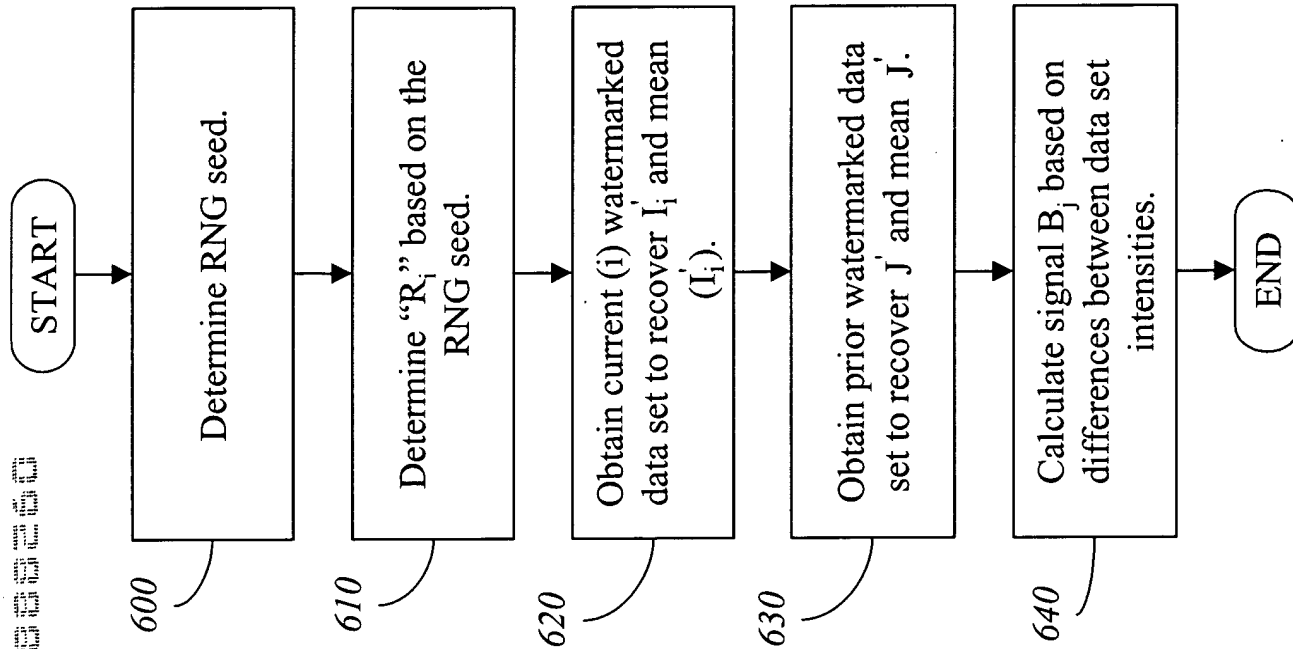 START
600
Determine RNG seed.
610
Determine “R_i” based on the
RNG seed.
620
Obtain current (i) watermarked
data set to recover I'_i and mean
(I'_i).
630
Obtain prior watermarked data
set to recover J' and mean J'.
640
Calculate signal B_j based on
differences between data set
intensities.
END